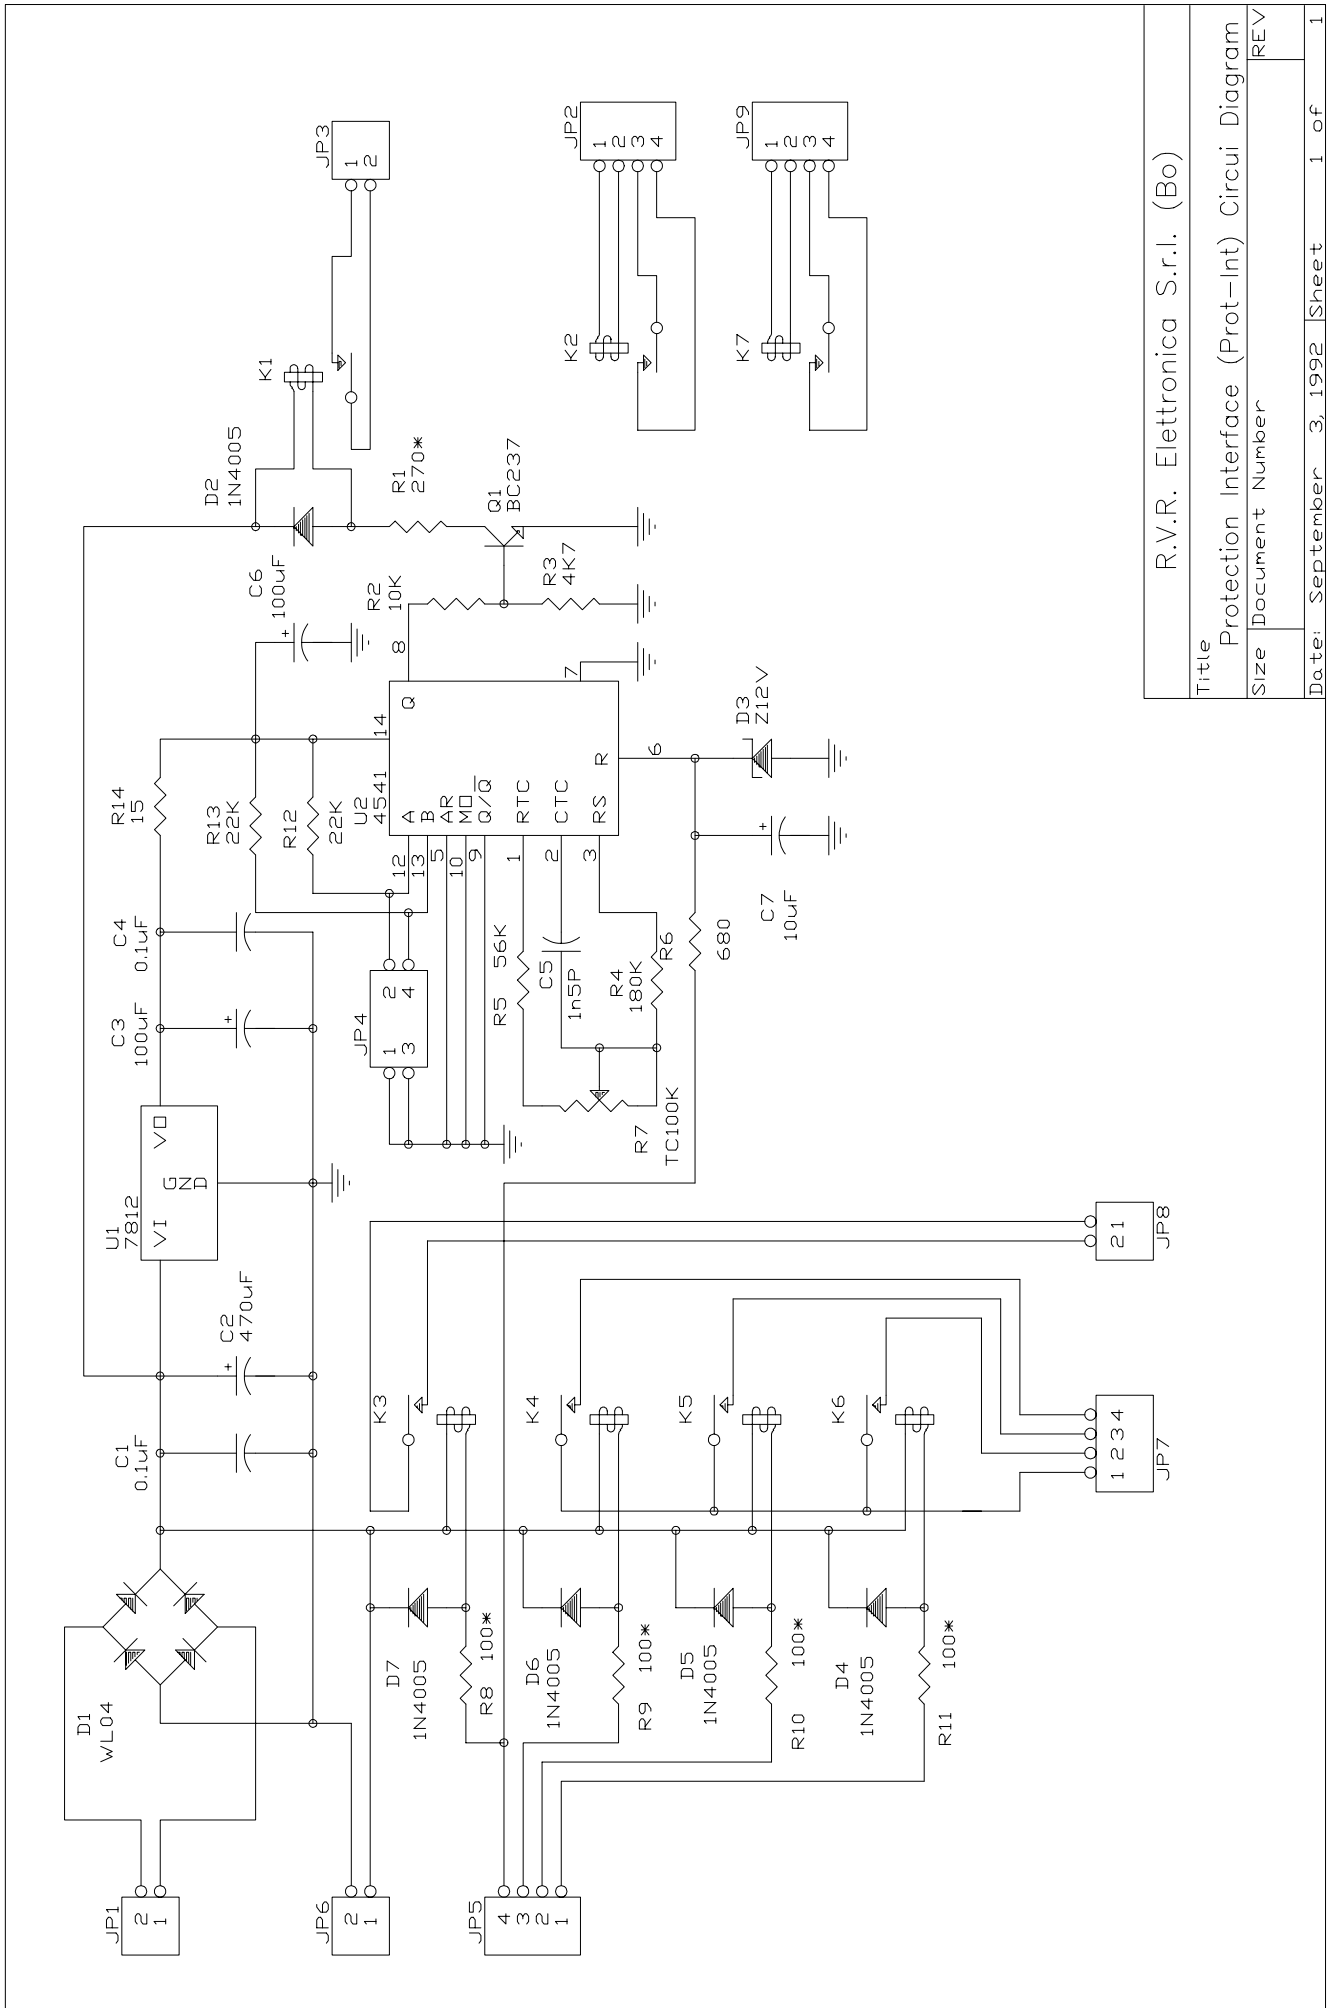 JP1
2
1
D1
WL04
C1
0.1uF
C2
470uF
U1
7812
VI
VO
GND
C3
100uF
C4
0.1uF
R14
15
R13
22K
R12
22K
C6
100uF
D2
1N4005
K1
JP3
1
2
R1
270*
Q1
BC237
R2
10K
R3
4K7
U2
4541
14
8
7
6
12
13
5
10
9
1
2
3
A
B
AR
MO
Q/Q̅
RTC
CTC
RS
Q
R
JP4
1
3
2
4
R5
56K
C5
1n5P
R4
180K
R6
680
R7
TC100K
C7
10uF
D3
Z12V
JP2
1
2
3
4
K2
JP9
1
2
3
4
K7
JP6
2
1
JP5
4
3
2
1
D7
1N4005
R8
100*
D6
1N4005
R9
100*
D5
1N4005
R10
100*
D4
1N4005
R11
100*
K3
K4
K5
K6
JP8
2 1
JP7
1 2 3 4
R.V.R. Elettronica S.r.l. (Bo)
Title
Protection Interface (Prot-Int) Circui Diagram
Size
Document Number
REV
Date: September 3, 1992
Sheet 1 of 1